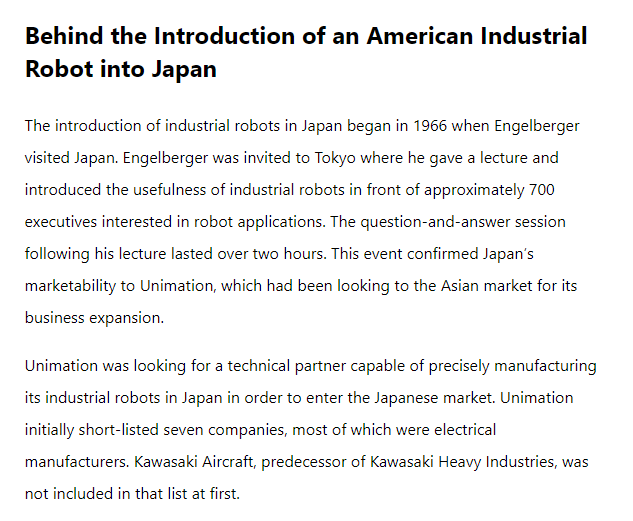 Behind the Introduction of an American Industrial
Robot into Japan
The introduction of industrial robots in Japan began in 1966 when Engelberger
visited Japan. Engelberger was invited to Tokyo where he gave a lecture and
introduced the usefulness of industrial robots in front of approximately 700
executives interested in robot applications. The question-and-answer session
following his lecture lasted over two hours. This event confirmed Japan’s
marketability to Unimation, which had been looking to the Asian market for its
business expansion.
Unimation was looking for a technical partner capable of precisely manufacturing
its industrial robots in Japan in order to enter the Japanese market. Unimation
initially short-listed seven companies, most of which were electrical
manufacturers. Kawasaki Aircraft, predecessor of Kawasaki Heavy Industries, was
not included in that list at first.